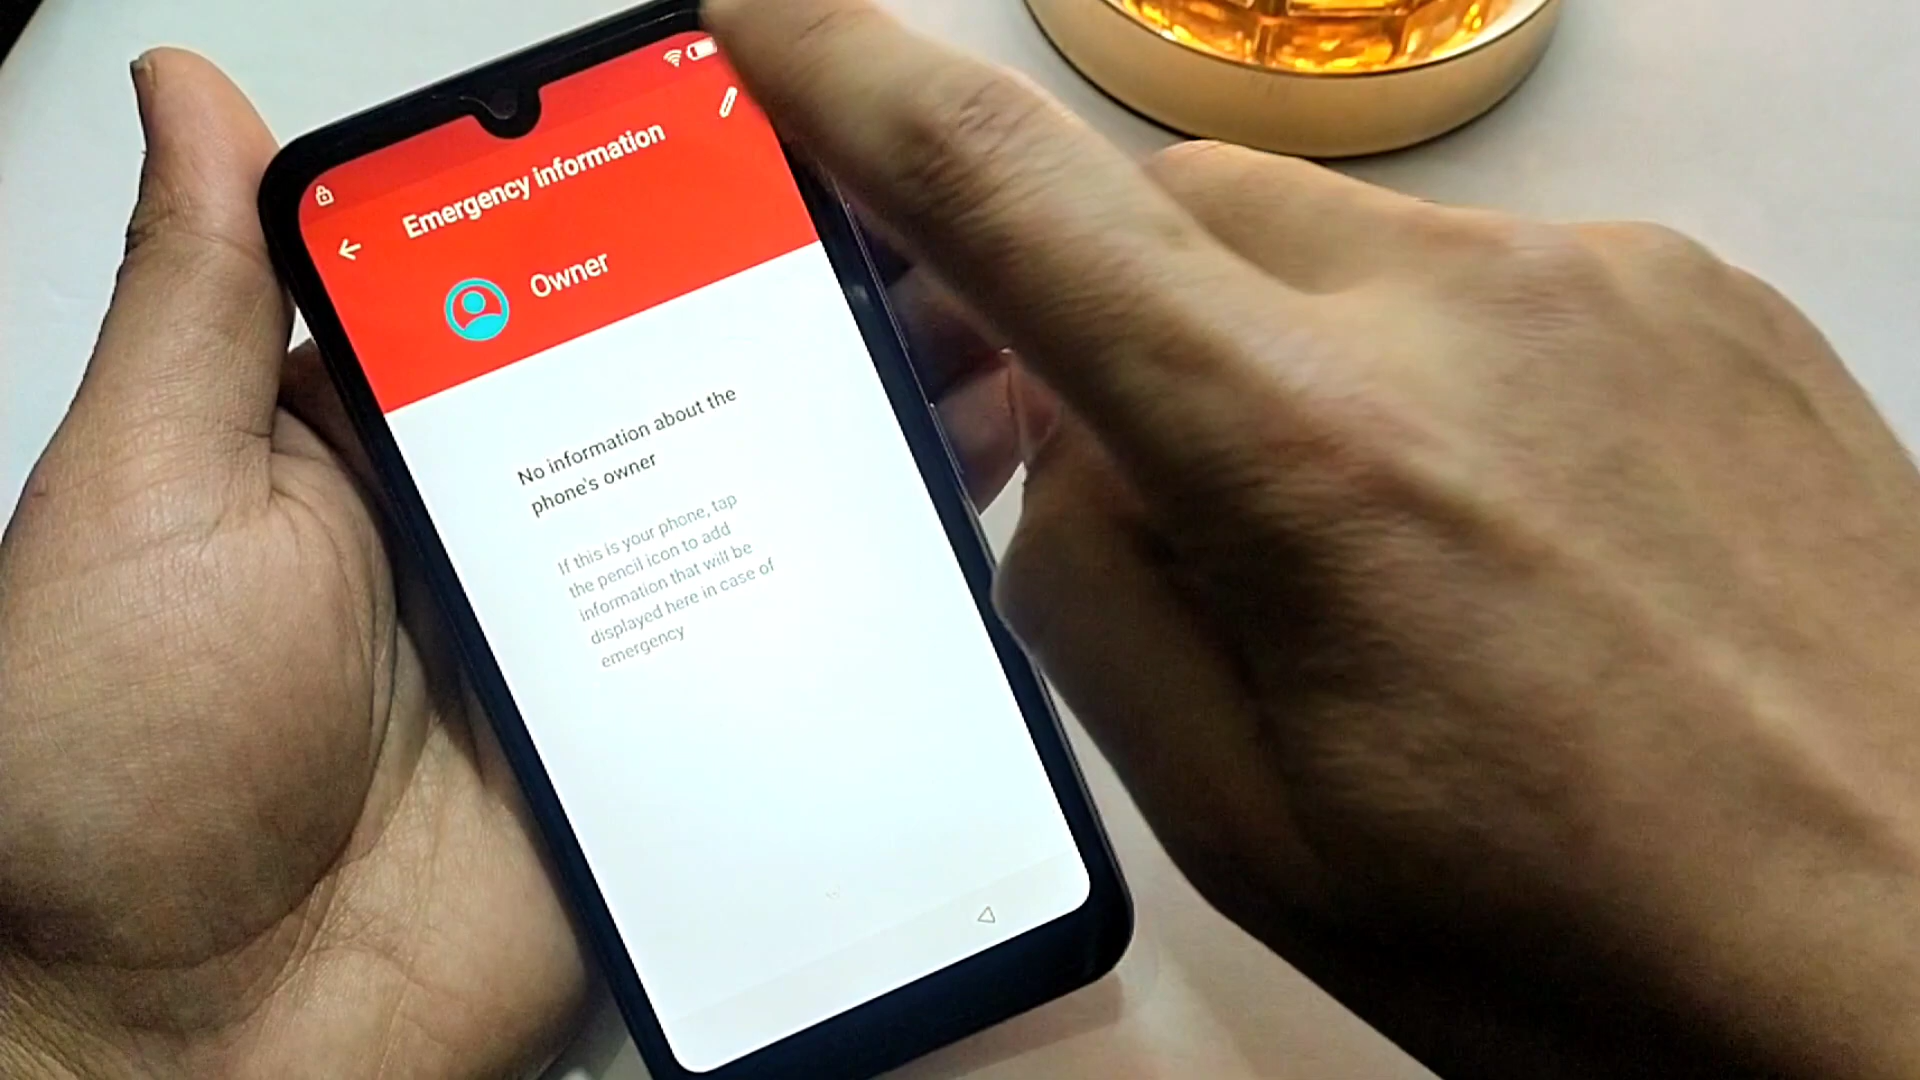 Emergency information
Owner
No information about the
phone's owner
If this is your phone, tap
the pencil icon to add
information that will be
displayed here in case of
emergency